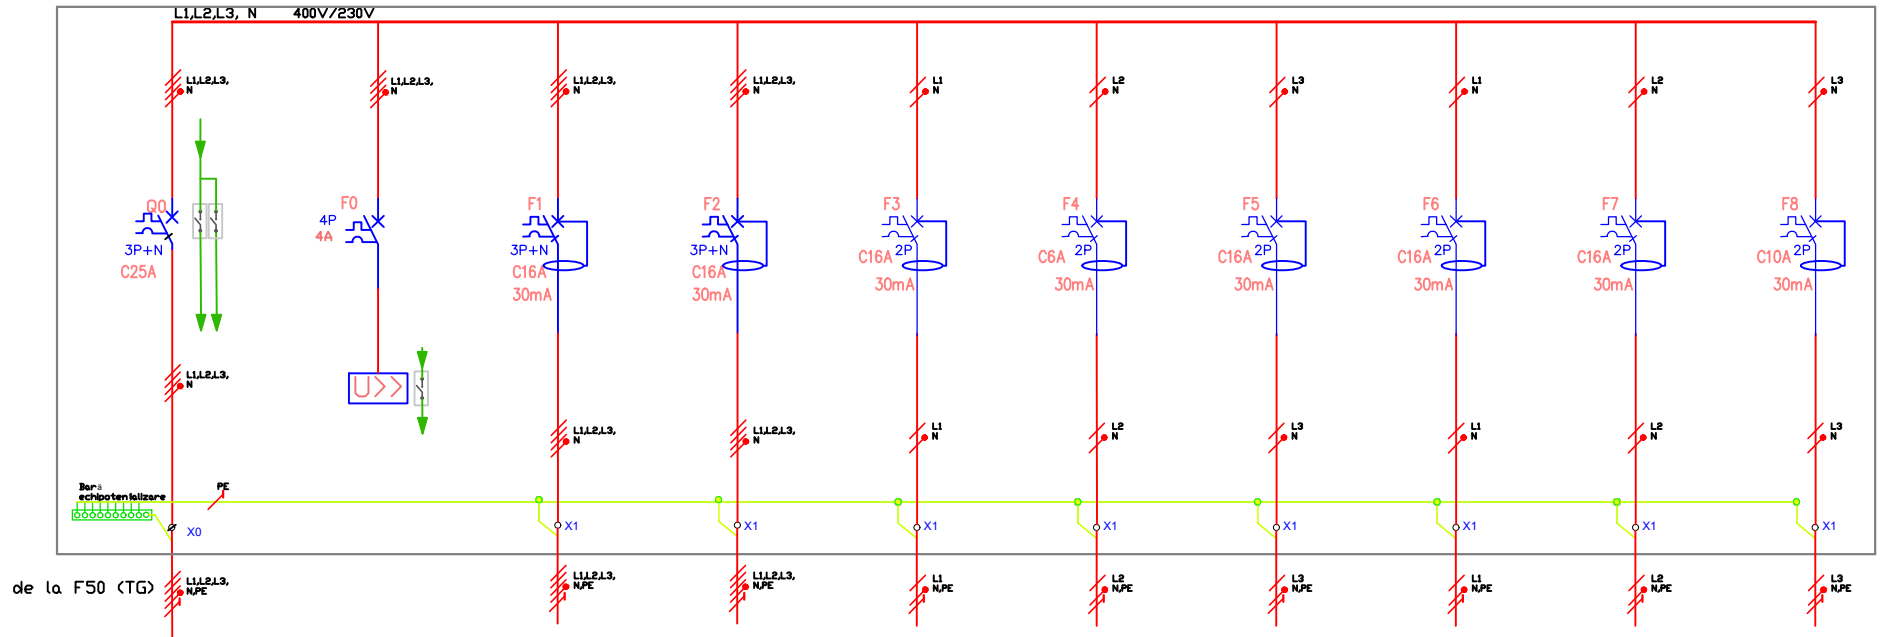 L1,L2,L3, N 400V/230V
L1,L2,L3,
N
L1,L2,L3,
N
L1,L2,L3,
N
L1,L2,L3,
N
L1
N
L2
N
L3
N
L1
N
L2
N
L3
N
Q0
3P+N
C25A
F0
4P
4A
F1
3P+N
C16A
30mA
F2
3P+N
C16A
30mA
F3
2P
C16A
30mA
F4
2P
C6A
30mA
F5
2P
C16A
30mA
F6
2P
C16A
30mA
F7
2P
C16A
30mA
F8
2P
C10A
30mA
L1,L2,L3,
N
U>>
L1,L2,L3,
N
L1,L2,L3,
N
L1
N
L2
N
L3
N
L1
N
L2
N
L3
N
Bară
echipotenializare
PE
X0
X1
X1
X1
X1
X1
X1
X1
X1
de la F50 (TG)
L1,L2,L3,
N,PE
L1,L2,L3,
N,PE
L1,L2,L3,
N,PE
L1
N,PE
L2
N,PE
L3
N,PE
L1
N,PE
L2
N,PE
L3
N,PE